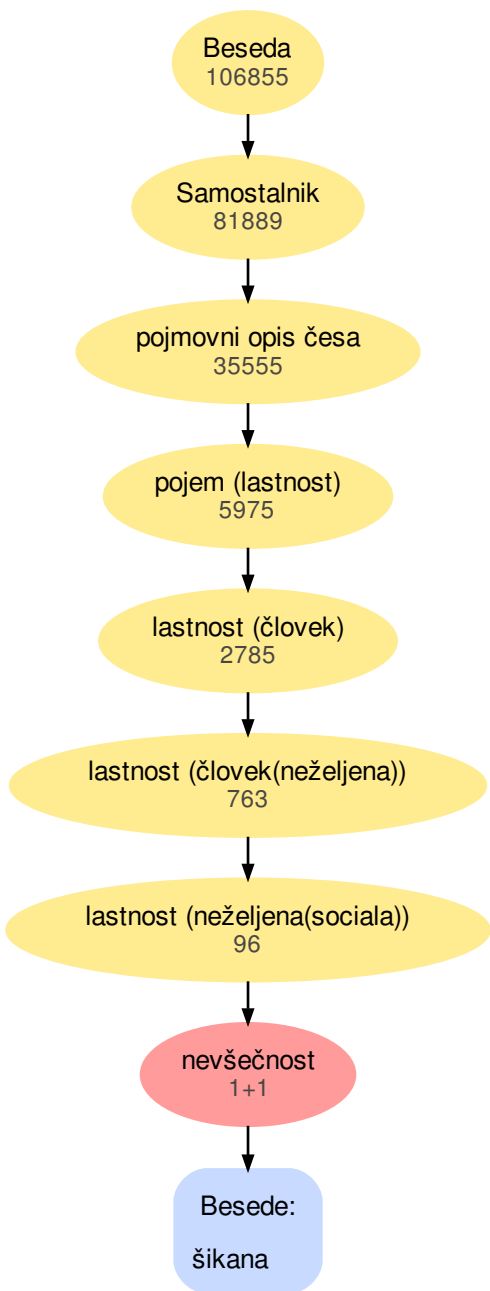 Beseda
106855
Samostalnik
81889
pojmovni opis česa
35555
pojem (lastnost)
5975
lastnost (človek)
2785
lastnost (človek(neželjena))
763
lastnost (neželjena(sociala))
96
nevšečnost
1+1
Besede:
šikana